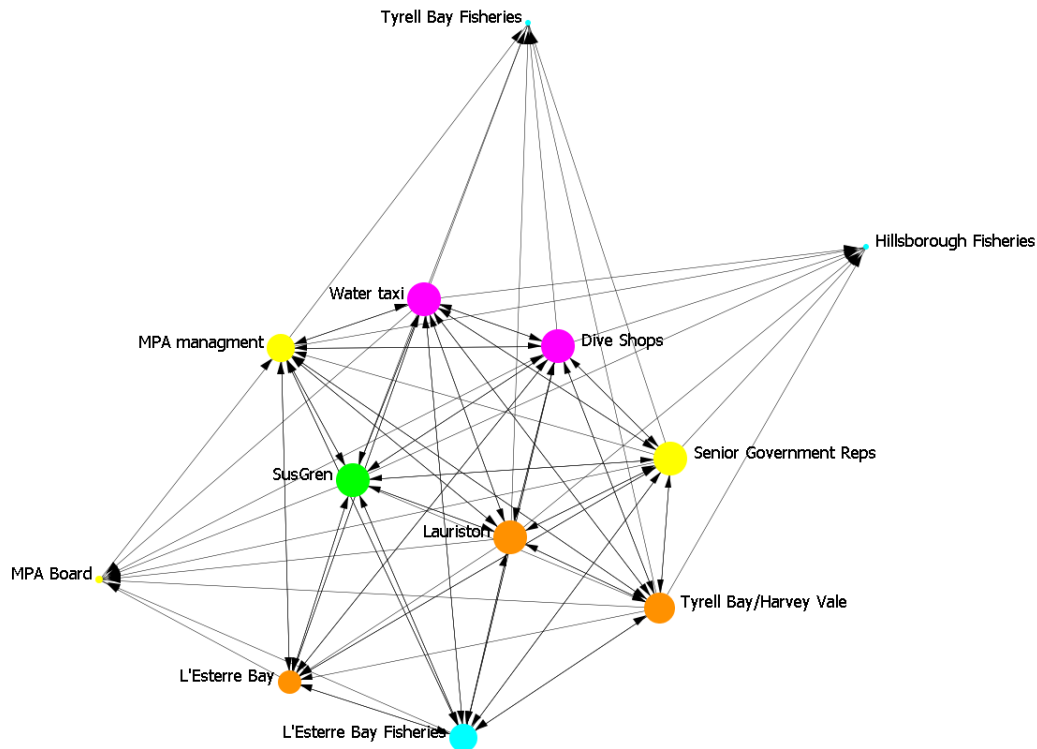 Tyrell Bay Fisheries
Hillsborough Fisheries
Water taxi
MPA managment
Dive Shops
Senior Government Reps
SusGren
Lauriston
MPA Board
Tyrell Bay/Harvey Vale
L'Esterre Bay
L'Esterre Bay Fisheries